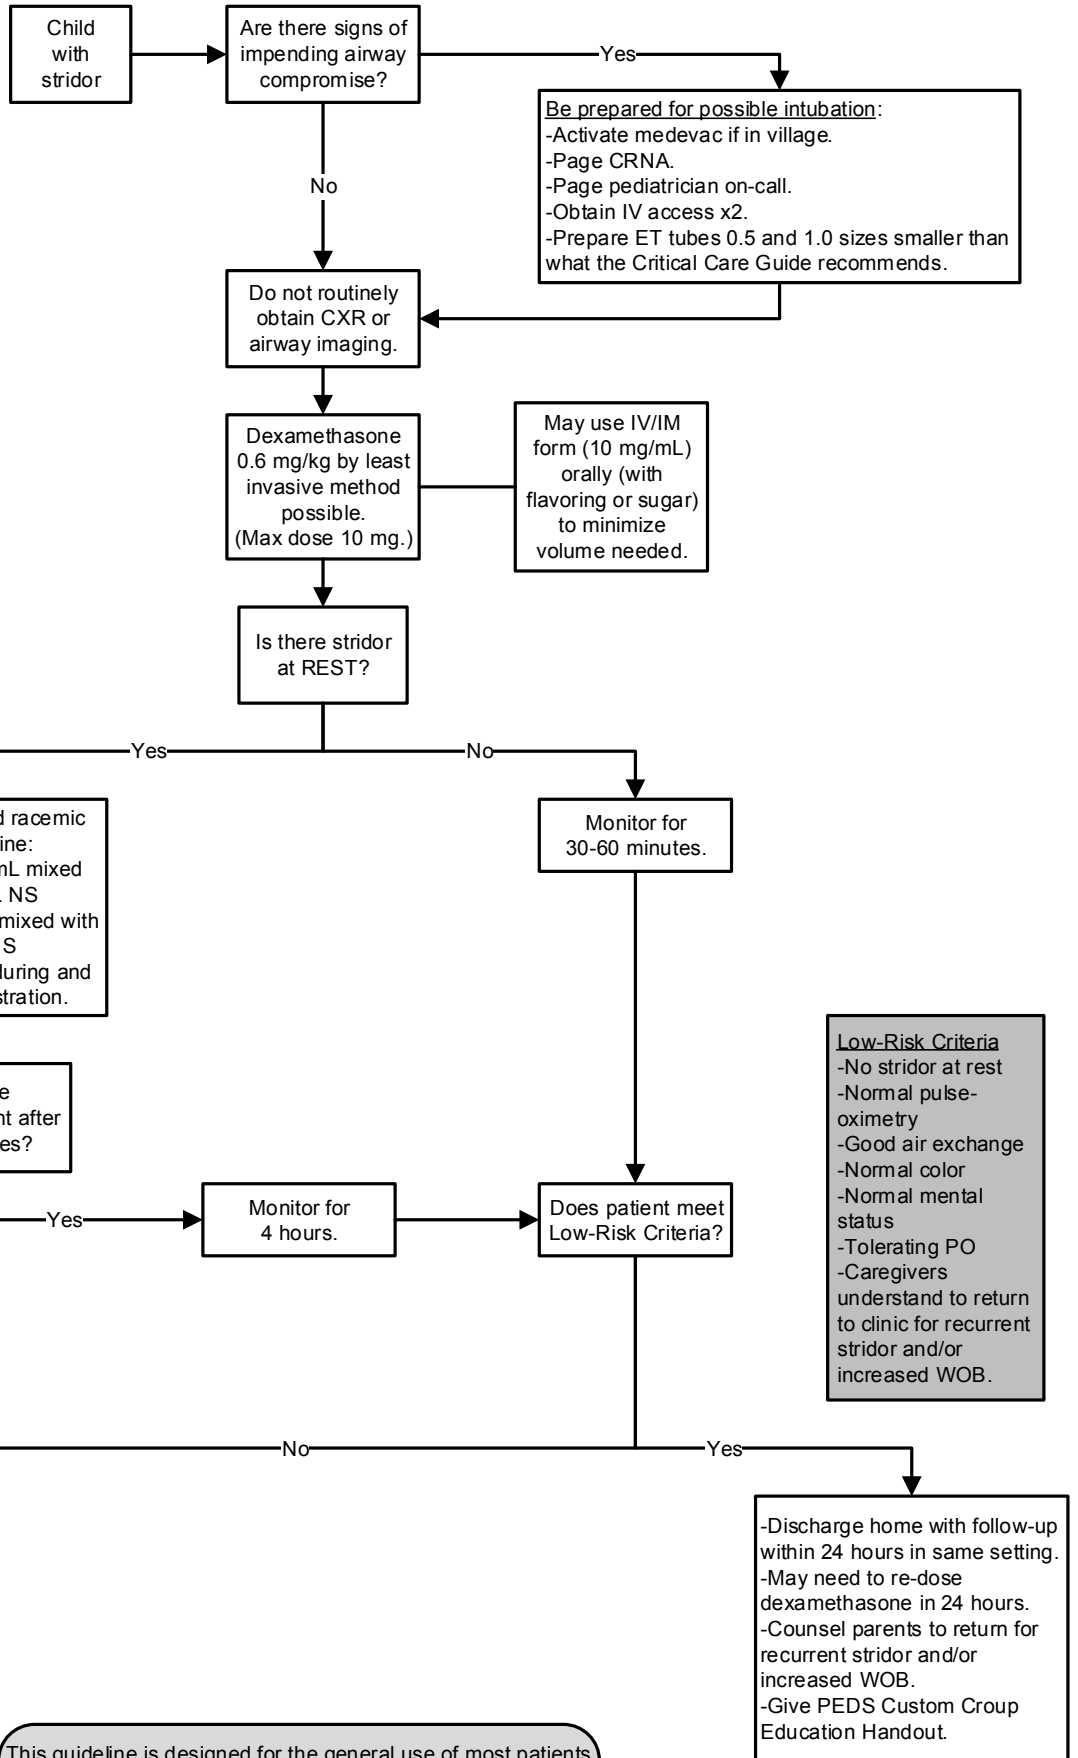 Child
with
stridor
Are there signs of
impending airway
compromise?
Yes
Be prepared for possible intubation:
-Activate medevac if in village.
-Page CRNA.
-Page pediatrician on-call.
-Obtain IV access x2.
-Prepare ET tubes 0.5 and 1.0 sizes smaller than
what the Critical Care Guide recommends.
No
Do not routinely
obtain CXR or
airway imaging.
Dexamethasone
0.6 mg/kg by least
invasive method
possible.
(Max dose 10 mg.)
May use IV/IM
form (10 mg/mL)
orally (with
flavoring or sugar)
to minimize
volume needed.
Is there stridor
at REST?
Yes
No
racemic
ine:
mL mixed
NS
mixed with
S
during and
stration.
Monitor for
30-60 minutes.
e
nt after
es?
Yes
Monitor for
4 hours.
Does patient meet
Low-Risk Criteria?
Low-Risk Criteria
-No stridor at rest
-Normal pulse-
oximetry
-Good air exchange
-Normal color
-Normal mental
status
-Tolerating PO
-Caregivers
understand to return
to clinic for recurrent
stridor and/or
increased WOB.
No
Yes
-Discharge home with follow-up
within 24 hours in same setting.
-May need to re-dose
dexamethasone in 24 hours.
-Counsel parents to return for
recurrent stridor and/or
increased WOB.
-Give PEDS Custom Croup
Education Handout.
This guideline is designed for the general use of most patients